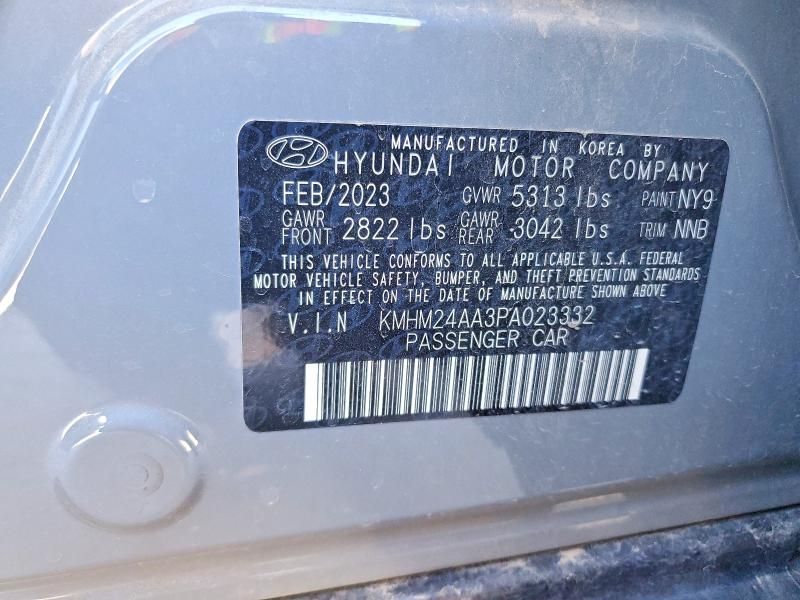 MANUFACTURED IN KOREA BY
HYUNDAI MOTOR COMPANY
FEB/2023 GVWR 5313 lbs PAINT NY9
GAWR FRONT 2822 lbs GAWR REAR 3042 lbs TRIM NNB
THIS VEHICLE CONFORMS TO ALL APPLICABLE U.S.A. FEDERAL
MOTOR VEHICLE SAFETY, BUMPER, AND THEFT PREVENTION STANDARDS
IN EFFECT ON THE DATE OF MANUFACTURE SHOWN ABOVE
V.I.N KMHM24AA3PA023332
PASSENGER CAR